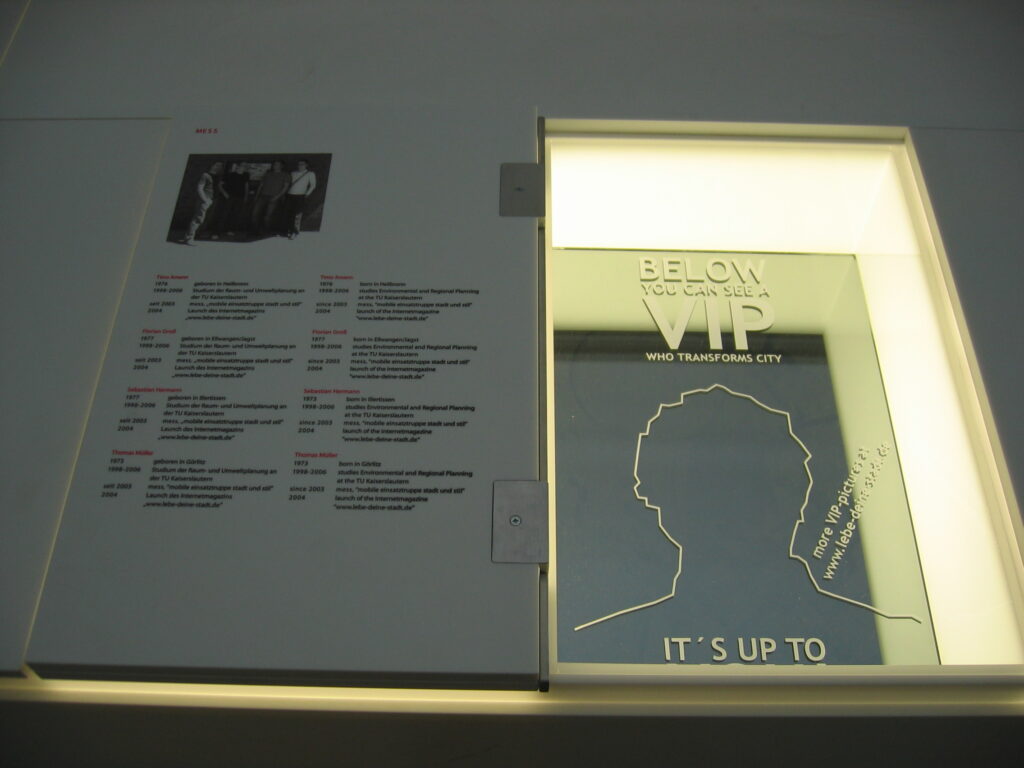 MESS
Timo Amann
1976 geboren in Heilbronn
1998-2006 Studium der Raum- und Umweltplanung an
der TU Kaiserslautern
seit 2003 mess, „mobile einsatztruppe stadt und stil"
2004 Launch des Internetmagazins
„www.lebe-deine-stadt.de"
Florian Groß
1977 geboren in Ellwangen/Jagst
1998-2006 Studium der Raum- und Umweltplanung an
der TU Kaiserslautern
seit 2003 mess, „mobile einsatztruppe stadt und stil"
2004 Launch des Internetmagazins
„www.lebe-deine-stadt.de"
Sebastian Hermann
1977 geboren in Illertissen
1998-2006 Studium der Raum- und Umweltplanung an
der TU Kaiserslautern
seit 2003 mess, „mobile einsatztruppe stadt und stil"
2004 Launch des Internetmagazins
„www.lebe-deine-stadt.de"
Thomas Müller
1973 geboren in Görlitz
1998-2006 Studium der Raum- und Umweltplanung an
der TU Kaiserslautern
seit 2003 mess, „mobile einsatztruppe stadt und stil"
2004 Launch des Internetmagazins
„www.lebe-deine-stadt.de"
Timo Amann
1976 born in Heilbronn
1998-2006 studies Environmental and Regional Planning
at the TU Kaiserslautern
since 2003 mess, "mobile einsatztruppe stadt und stil"
2004 launch of the internetmagazine
"www.lebe-deine-stadt.de"
Florian Groß
1977 born in Ellwangen/Jagst
1998-2006 studies Environmental and Regional Planning
at the TU Kaiserslautern
since 2003 mess, "mobile einsatztruppe stadt und stil"
2004 launch of the internetmagazine
"www.lebe-deine-stadt.de"
Sebastian Hermann
1973 born in Illertissen
1998-2006 studies Environmental and Regional Planning
at the TU Kaiserslautern
since 2003 mess, "mobile einsatztruppe stadt und stil"
2004 launch of the internetmagazine
"www.lebe-deine-stadt.de"
Thomas Müller
1973 born in Görlitz
1998-2006 studies Environmental and Regional Planning
at the TU Kaiserslautern
since 2003 mess, "mobile einsatztruppe stadt und stil"
2004 launch of the internetmagazine
"www.lebe-deine-stadt.de"
BELOW
YOU CAN SEE A
VIP
WHO TRANSFORMS CITY
more VIP-pictures at
www.lebe-deine-stadt.de
IT´S UP TO